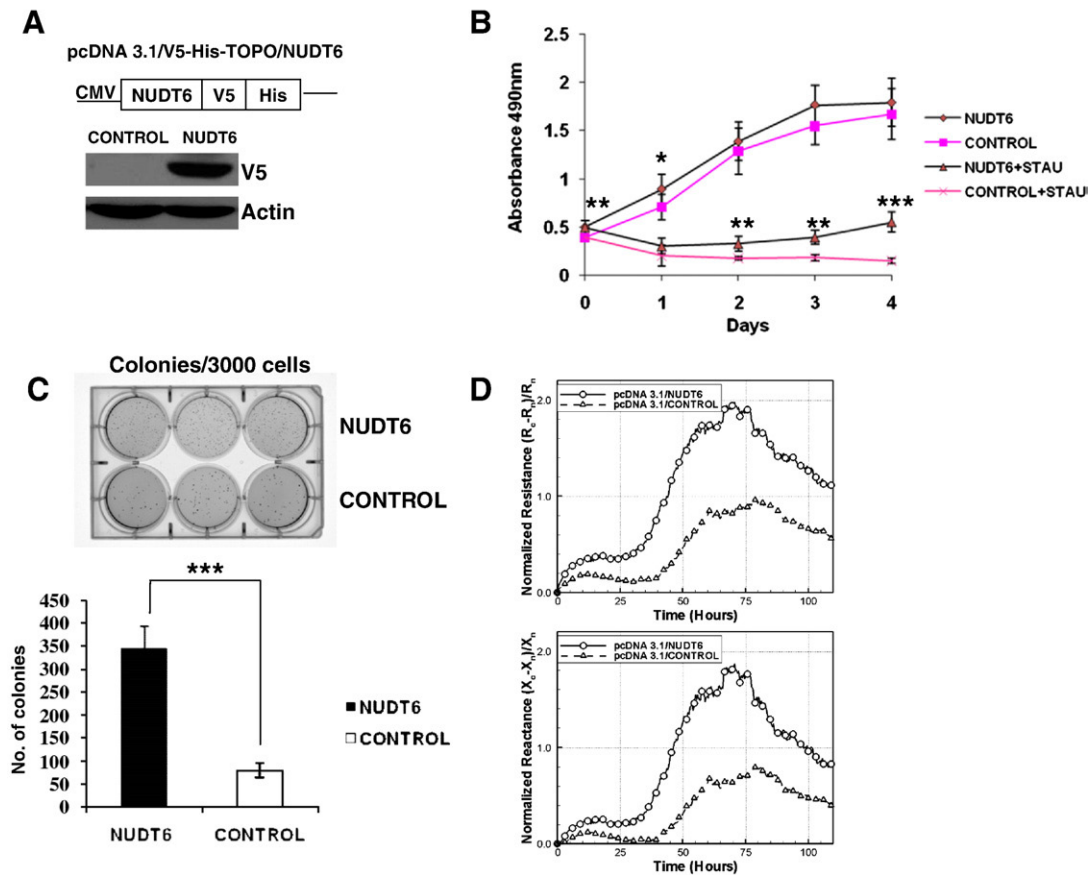 A
pcDNA 3.1/V5-His-TOPO/NUDT6
CMV NUDT6 V5 His
CONTROL NUDT6
V5
Actin
B
Absorbance 490nm
2.5
2
1.5
1
0.5
0
** * ** ** ***
0 1 2 3 4
Days
NUDT6
CONTROL
NUDT6+STAU
CONTROL+STAU
C
Colonies/3000 cells
NUDT6
CONTROL
***
No. of colonies
450
400
350
300
250
200
150
100
50
0
NUDT6 CONTROL
NUDT6
CONTROL
D
pcDNA 3.1/NUDT6
pcDNA 3.1/CONTROL
Normalized Resistance (Rc-Rn)/Rn
2.0
1.0
0.0
0 25 50 75 100
Time (Hours)
pcDNA 3.1/NUDT6
pcDNA 3.1/CONTROL
Normalized Reactance (Xc-Xn)/Xn
2.0
1.0
0.0
0 25 50 75 100
Time (Hours)